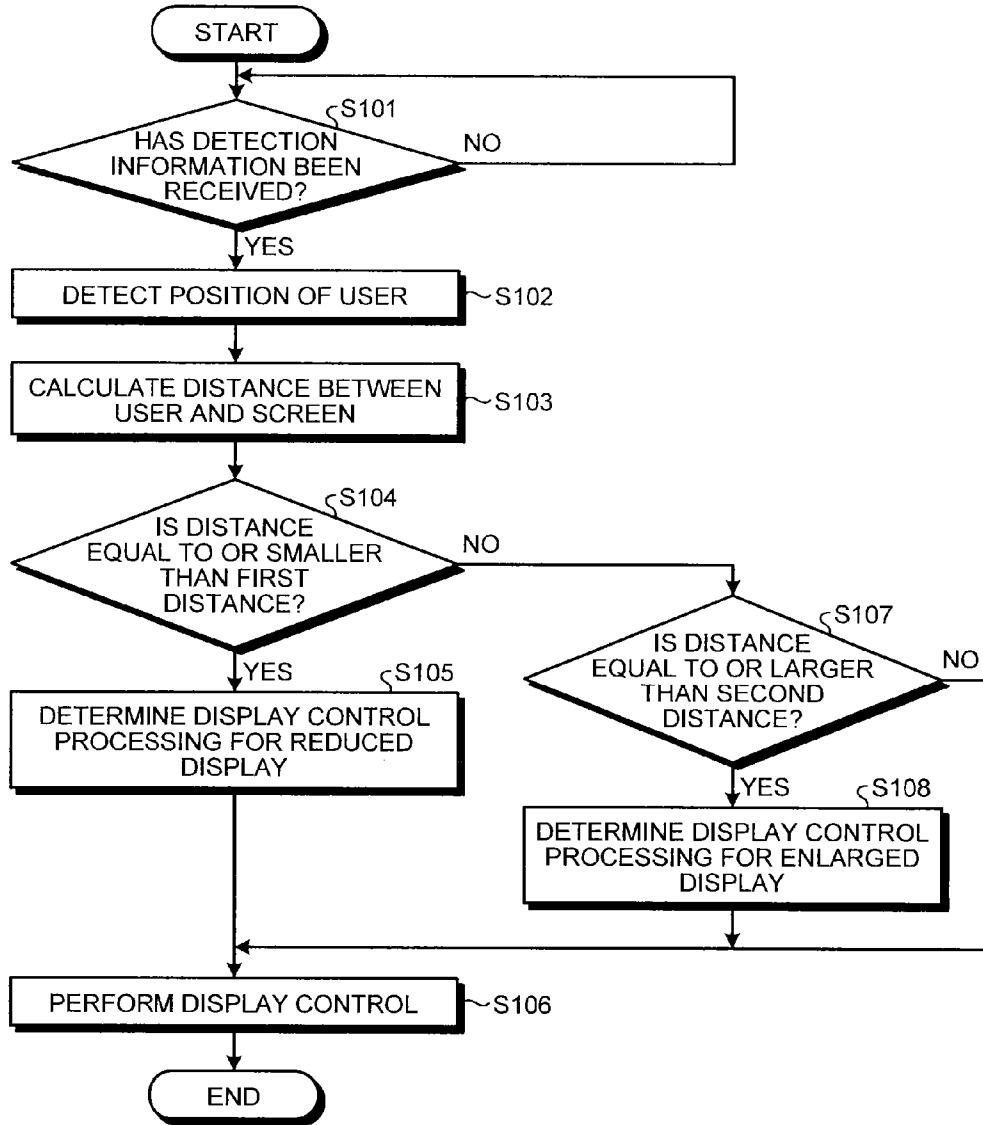 START
S101
HAS DETECTION
INFORMATION BEEN
RECEIVED?
NO
YES
DETECT POSITION OF USER
S102
CALCULATE DISTANCE BETWEEN
USER AND SCREEN
S103
S104
IS DISTANCE
EQUAL TO OR SMALLER
THAN FIRST
DISTANCE?
NO
YES
S105
DETERMINE DISPLAY CONTROL
PROCESSING FOR REDUCED
DISPLAY
S107
IS DISTANCE
EQUAL TO OR LARGER
THAN SECOND
DISTANCE?
NO
YES
S108
DETERMINE DISPLAY CONTROL
PROCESSING FOR ENLARGED
DISPLAY
PERFORM DISPLAY CONTROL
S106
END